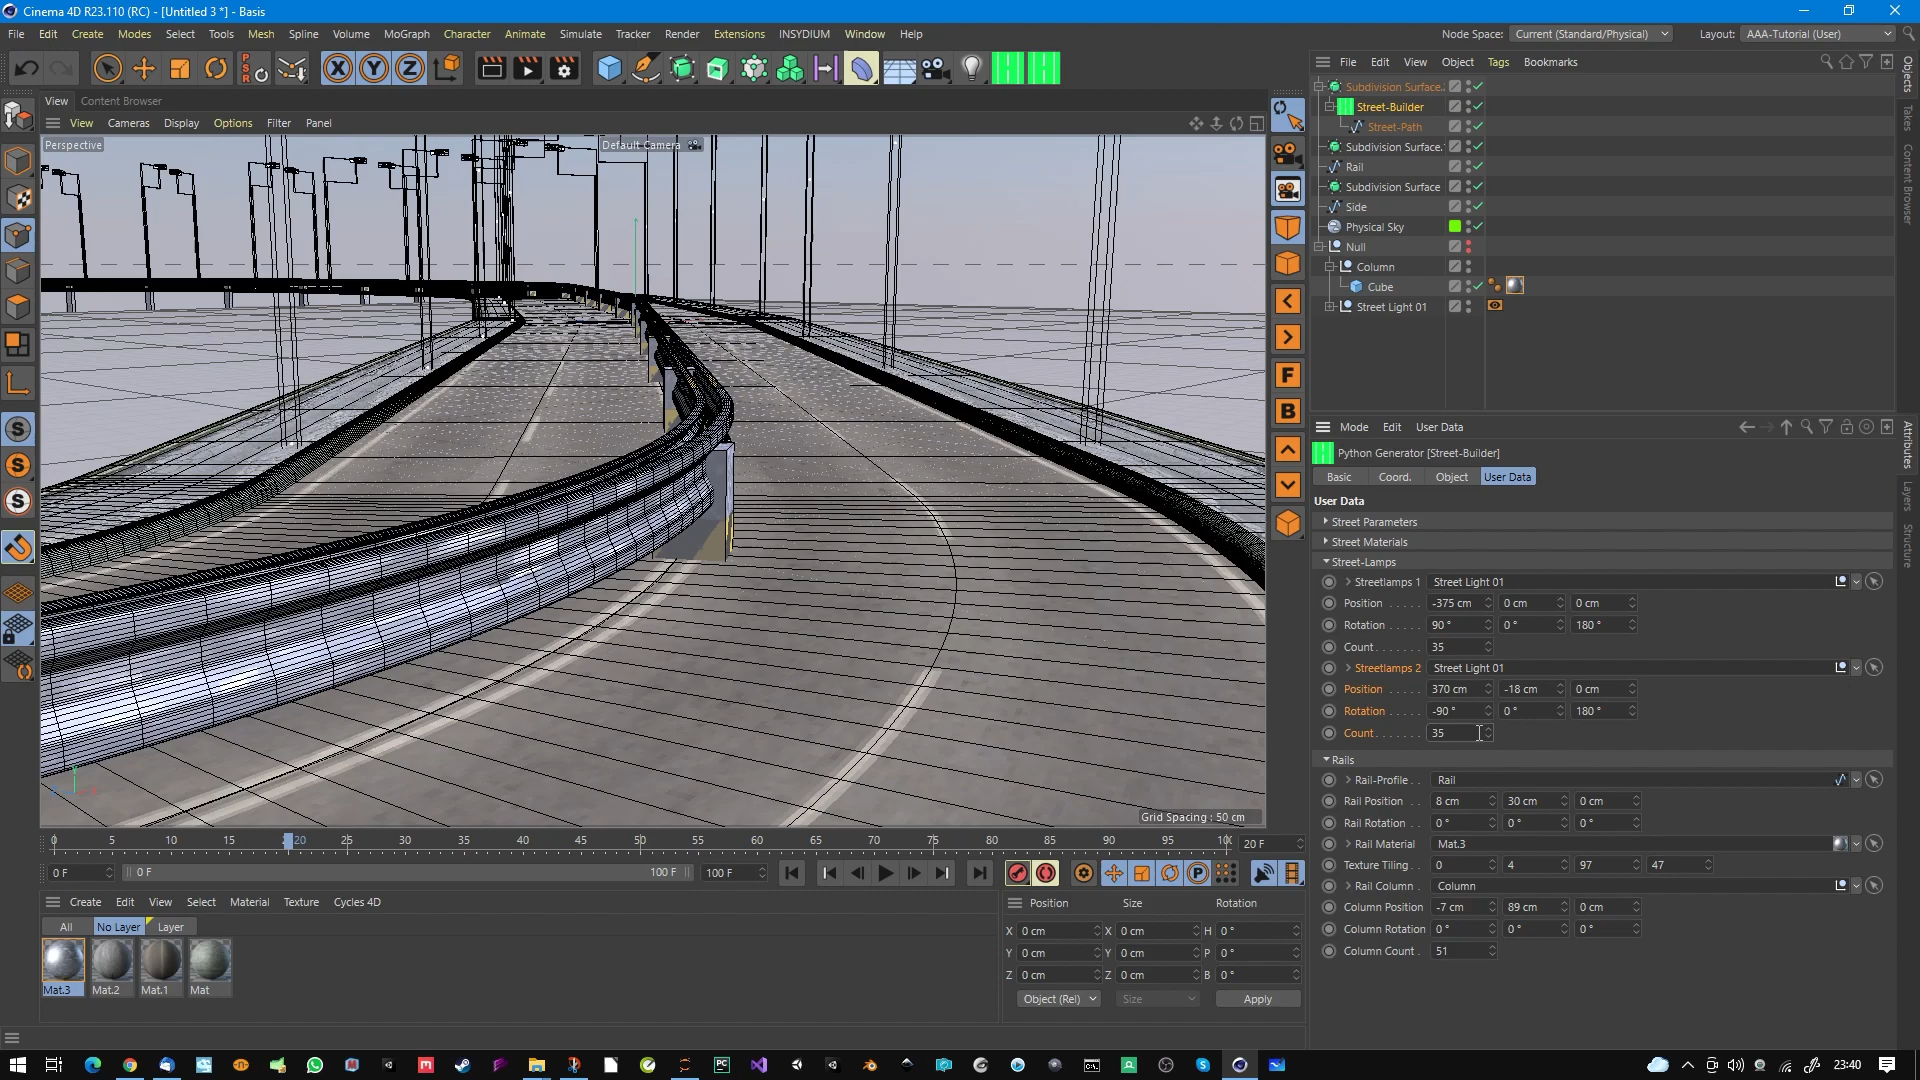 Cinema 4D R23.110 (RC) - [Untitled 3 *] - Basis
File Edit Create Modes Select Tools Mesh Spline Volume MoGraph Character Animate Simulate Tracker Render Extensions INSYDIUM Window Help
Node Space: Current (Standard/Physical) Layout: AAA-Tutorial (User)
View Content Browser
View Cameras Display Options Filter Panel
Perspective
Default Camera
Grid Spacing : 50 cm
0 5 10 15 20 25 30 35 40 45 50 55 60 65 70 75 80 85 90 95 20 F
0 F 0 F 100 F 100 F
Create Edit View Select Material Texture Cycles 4D
All No Layer Layer
Mat.3 Mat.2 Mat.1 Mat
Position Size Rotation
X 0 cm X 0 cm H 0 °
Y 0 cm Y 0 cm P 0 °
Z 0 cm Z 0 cm B 0 °
Object (Rel) Size Apply
File Edit View Object Tags Bookmarks
Subdivision Surface..
Street-Builder
Street-Path
Subdivision Surface.
Rail
Subdivision Surface
Side
Physical Sky
Null
Column
Cube
Street Light 01
Objects
Takes
Content Browser
Mode Edit User Data
Python Generator [Street-Builder]
Basic Coord. Object User Data
User Data
Street Parameters
Street Materials
Street-Lamps
Streetlamps 1 Street Light 01
Position . . . . . -375 cm 0 cm 0 cm
Rotation . . . . . 90 ° 0 ° 180 °
Count . . . . . . . 35
Streetlamps 2 Street Light 01
Position . . . . . 370 cm -18 cm 0 cm
Rotation . . . . . -90 ° 0 ° 180 °
Count . . . . . . . 35
Rails
Rail-Profile . . Rail
Rail Position . . 8 cm 30 cm 0 cm
Rail Rotation . . 0 ° 0 ° 0 °
Rail Material Mat.3
Texture Tiling . . 0 4 97 47
Rail Column . Column
Column Position -7 cm 89 cm 0 cm
Column Rotation 0 ° 0 ° 0 °
Column Count . 51
Attributes
Layers
Structure
X Y Z
PSR
S
S
S
F
B
P
23:40